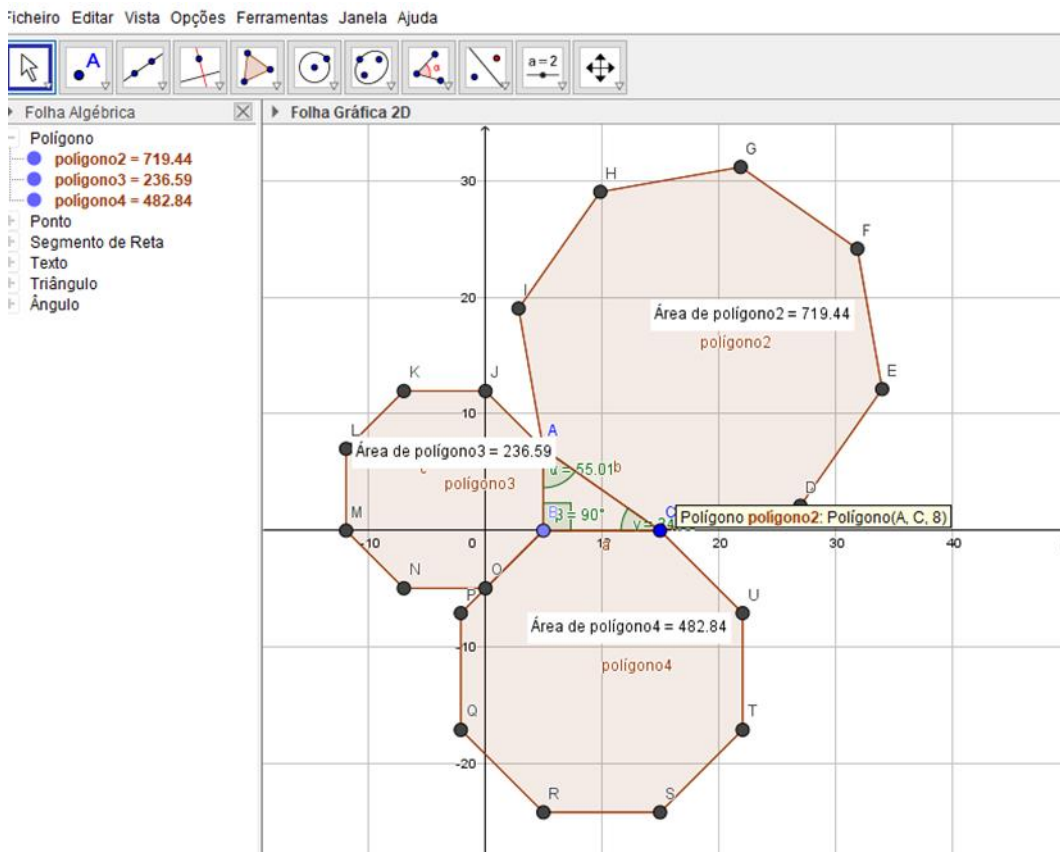 Ficheiro Editar Vista Opções Ferramentas Janela Ajuda
A
α
a = 2
Folha Algébrica
Folha Gráfica 2D
Polígono
polígono2 = 719.44
polígono3 = 236.59
polígono4 = 482.84
Ponto
Segmento de Reta
Texto
Triângulo
Ângulo
G
H
30
F
I
20
Área de polígono2 = 719.44
polígono2
E
K
J
10
A
L
Área de polígono3 = 236.59
α = 55.01
b
c
polígono3
D
M
B
β = 90°
C
Polígono polígono2: Polígono(A, C, 8)
-10
0
10
20
30
40
a
N
O
P
U
Área de polígono4 = 482.84
-10
polígono4
Q
T
-20
R
S